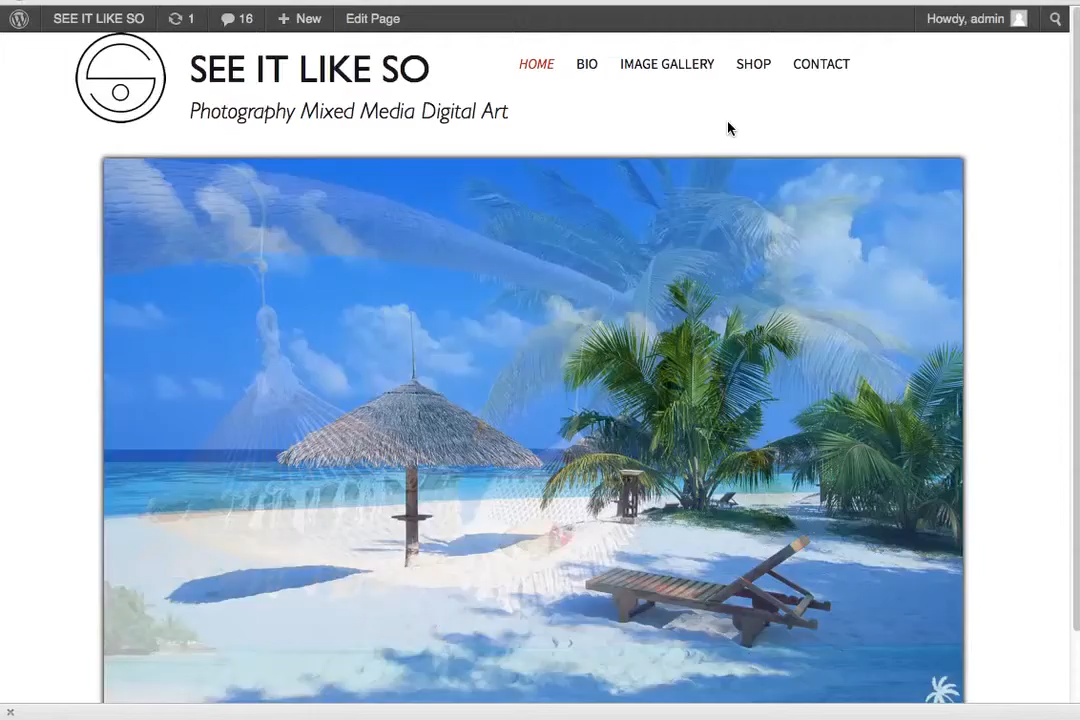 SEE IT LIKE SO 1 16 + New Edit Page Howdy, admin
SEE IT LIKE SO
Photography Mixed Media Digital Art
HOME BIO IMAGE GALLERY SHOP CONTACT